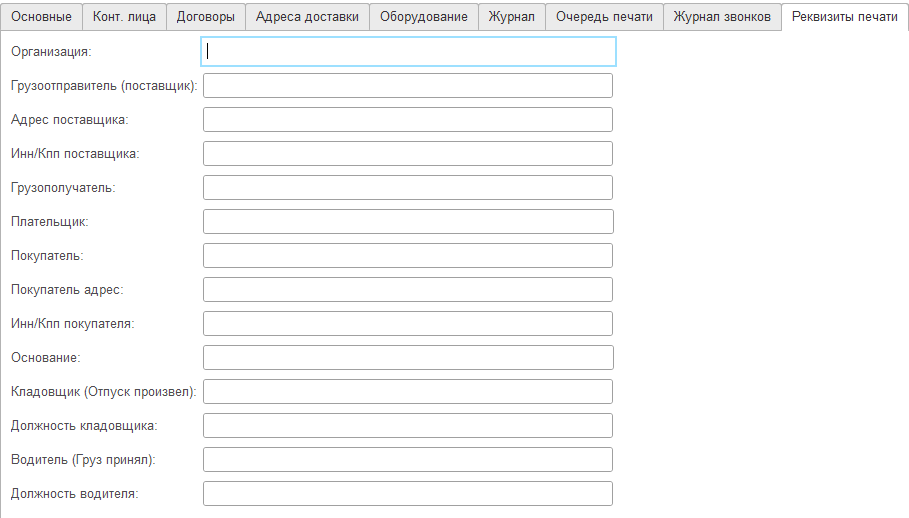 Основные Конт. лица Договоры Адреса доставки Оборудование Журнал Очередь печати Журнал звонков Реквизиты печати
Организация:
Грузоотправитель (поставщик):
Адрес поставщика:
Инн/Кпп поставщика:
Грузополучатель:
Плательщик:
Покупатель:
Покупатель адрес:
Инн/Кпп покупателя:
Основание:
Кладовщик (Отпуск произвел):
Должность кладовщика:
Водитель (Груз принял):
Должность водителя: